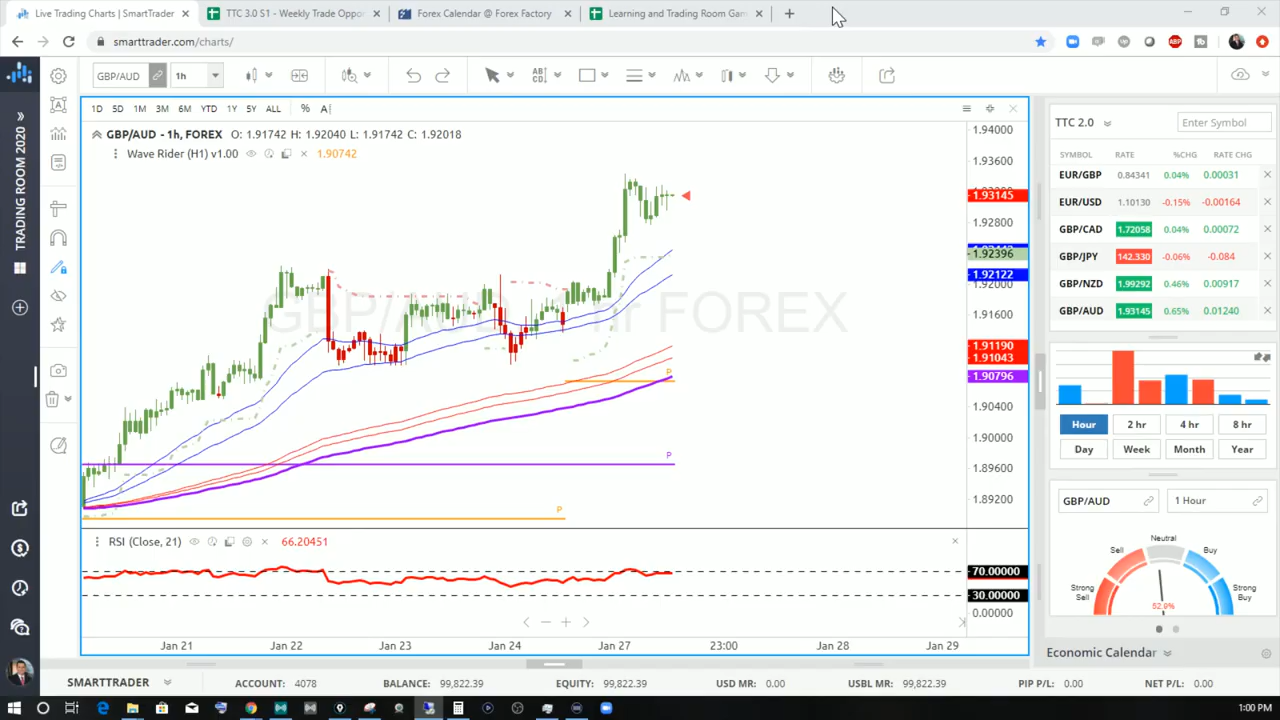 Live Trading Charts | SmartTrader
TTC 3.0 S1 - Weekly Trade Oppo
Forex Calendar @ Forex Factory
Learning and Trading Room Gam
smarttrader.com/charts/
ABP
GBP/AUD
1h
AB
CD
1D 5D 1M 3M 6M YTD 1Y 5Y ALL % A
GBP/AUD - 1h, FOREX O: 1.91742 H: 1.92040 L: 1.91742 C: 1.92018
Wave Rider (H1) v1.00 1.90742
TRADING ROOM 2020
FOREX
P
P
P
1.94000
1.93600
1.93145
1.92800
1.92396
1.92122
1.92000
1.91600
1.91190
1.91043
1.90796
1.90400
1.90000
1.89600
1.89200
RSI (Close, 21) 66.20451
70.00000
30.00000
0.00000
Jan 21 Jan 22 Jan 23 Jan 24 Jan 27 23:00 Jan 28 Jan 29
TTC 2.0
Enter Symbol
SYMBOL RATE %CHG RATE CHG
EUR/GBP 0.84341 0.04% 0.00031
EUR/USD 1.10130 -0.15% -0.00164
GBP/CAD 1.72058 0.04% 0.00072
GBP/JPY 142.330 -0.06% -0.084
GBP/NZD 1.99292 0.46% 0.00917
GBP/AUD 1.93145 0.65% 0.01240
Hour 2 hr 4 hr 8 hr
Day Week Month Year
GBP/AUD 1 Hour
Neutral
Sell Buy
Strong Sell
Strong Buy
52.9%
Economic Calendar
SMARTTRADER ACCOUNT: 4078 BALANCE: 99,822.39 EQUITY: 99,822.39 USD MR: 0.00 USBL MR: 99,822.39 PIP P/L: 0.00 NET P/L: 0.00
1:00 PM